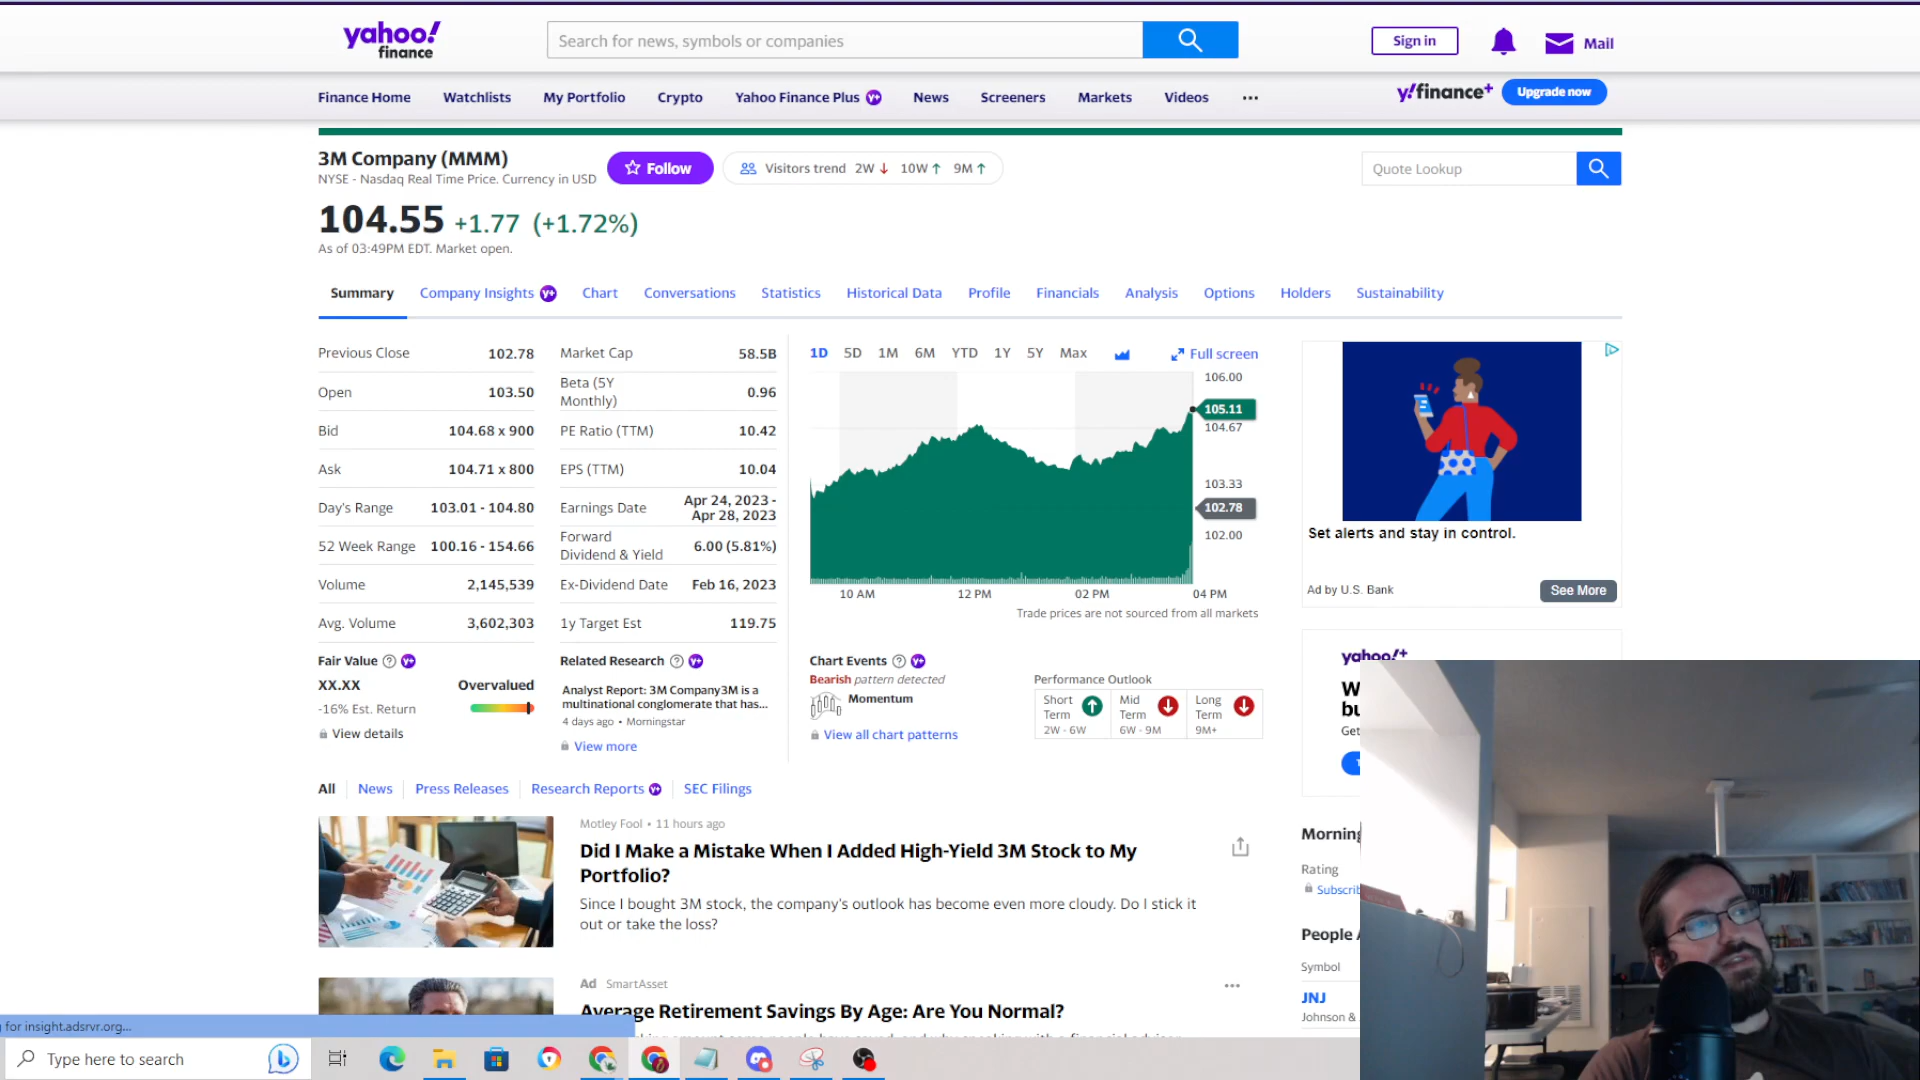 yahoo! finance
Search for news, symbols or companies
Sign in
Mail
Finance Home Watchlists My Portfolio Crypto Yahoo Finance Plus Y+ News Screeners Markets Videos ···
y!finance+ Upgrade now
3M Company (MMM)
NYSE - Nasdaq Real Time Price. Currency in USD
Follow
Visitors trend 2W ↓ 10W ↑ 9M ↑
Quote Lookup
104.55 +1.77 (+1.72%)
As of 03:49PM EDT. Market open.
Summary Company Insights Y+ Chart Conversations Statistics Historical Data Profile Financials Analysis Options Holders Sustainability
Previous Close 102.78
Open 103.50
Bid 104.68 x 900
Ask 104.71 x 800
Day's Range 103.01 - 104.80
52 Week Range 100.16 - 154.66
Volume 2,145,539
Avg. Volume 3,602,303
Market Cap 58.5B
Beta (5Y Monthly) 0.96
PE Ratio (TTM) 10.42
EPS (TTM) 10.04
Earnings Date Apr 24, 2023 - Apr 28, 2023
Forward Dividend & Yield 6.00 (5.81%)
Ex-Dividend Date Feb 16, 2023
1y Target Est 119.75
1D 5D 1M 6M YTD 1Y 5Y Max Full screen
106.00
105.11
104.67
103.33
102.78
102.00
10 AM 12 PM 02 PM 04 PM
Trade prices are not sourced from all markets
Set alerts and stay in control.
Ad by U.S. Bank See More
Fair Value ? Y+
XX.XX Overvalued
-16% Est. Return
View details
Related Research ? Y+
Analyst Report: 3M Company3M is a
multinational conglomerate that has...
4 days ago • Morningstar
View more
Chart Events ? Y+
Bearish pattern detected
Momentum
View all chart patterns
Performance Outlook
Short Term 2W - 6W
Mid Term 6W - 9M
Long Term 9M+
yahoo!+
W
bu
Get
All News Press Releases Research Reports Y+ SEC Filings
Motley Fool • 11 hours ago
Did I Make a Mistake When I Added High-Yield 3M Stock to My
Portfolio?
Since I bought 3M stock, the company's outlook has become even more cloudy. Do I stick it
out or take the loss?
Morning
Rating
Subscrib
People A
Symbol
JNJ
Johnson &
Ad SmartAsset
···
Average Retirement Savings By Age: Are You Normal?
for insight.adsrvr.org...
Type here to search